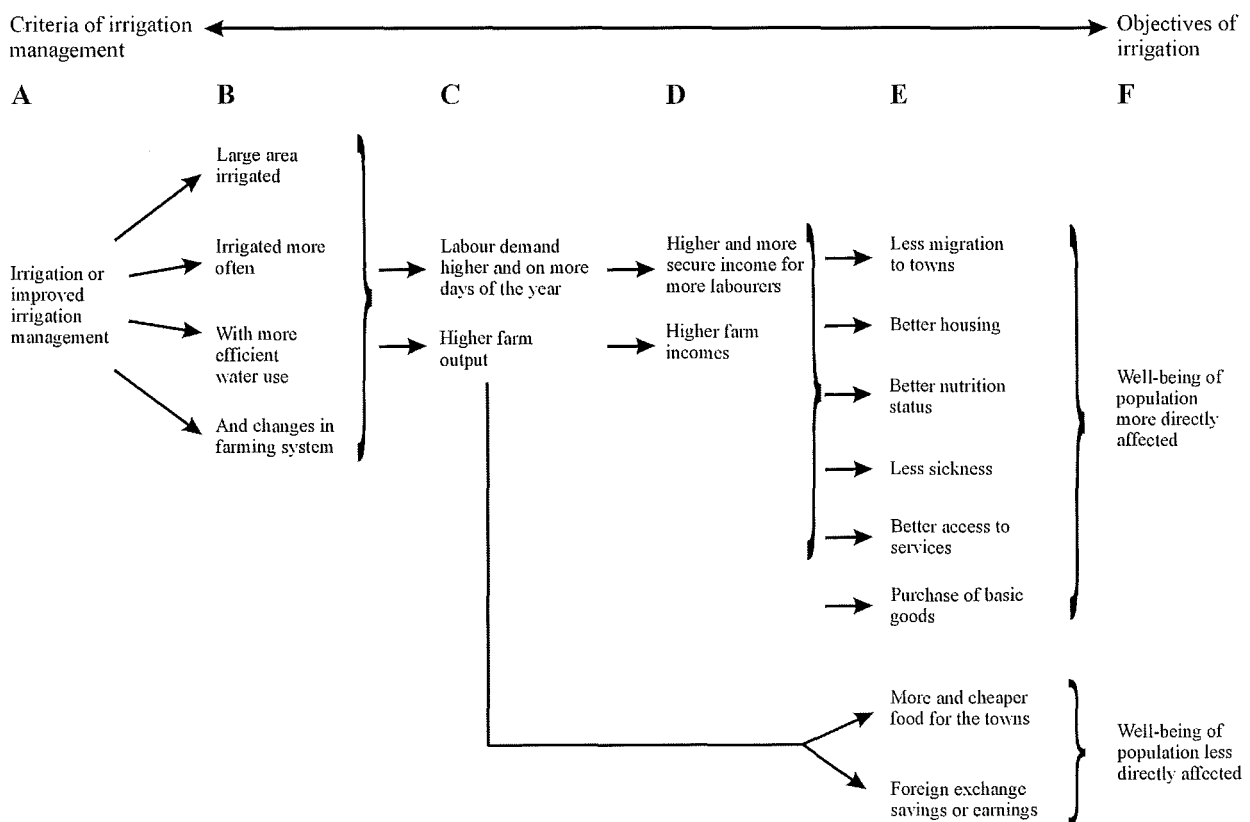 Criteria of irrigation
management
Objectives of
irrigation
A
B
C
D
E
F
Irrigation or
improved
irrigation
management
Large area
irrigated
Irrigated more
often
With more
efficient
water use
And changes in
farming system
Labour demand
higher and on more
days of the year
Higher farm
output
Higher and more
secure income for
more labourers
Higher farm
incomes
Less migration
to towns
Better housing
Better nutrition
status
Less sickness
Better access to
services
Purchase of basic
goods
More and cheaper
food for the towns
Foreign exchange
savings or earnings
Well-being of
population
more directly
affected
Well-being of
population less
directly affected